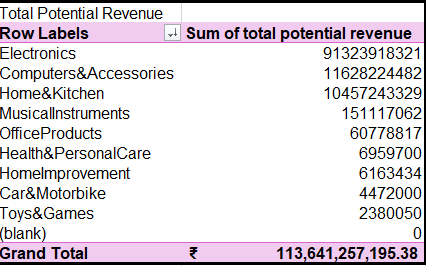 Total Potential Revenue
Row Labels Sum of total potential revenue
Electronics 91323918321
Computers&Accessories 11628224482
Home&Kitchen 10457243329
MusicalInstruments 151117062
OfficeProducts 60778817
Health&PersonalCare 6959700
HomeImprovement 6163434
Car&Motorbike 4472000
Toys&Games 2380050
(blank) 0
Grand Total ₹ 113,641,257,195.38